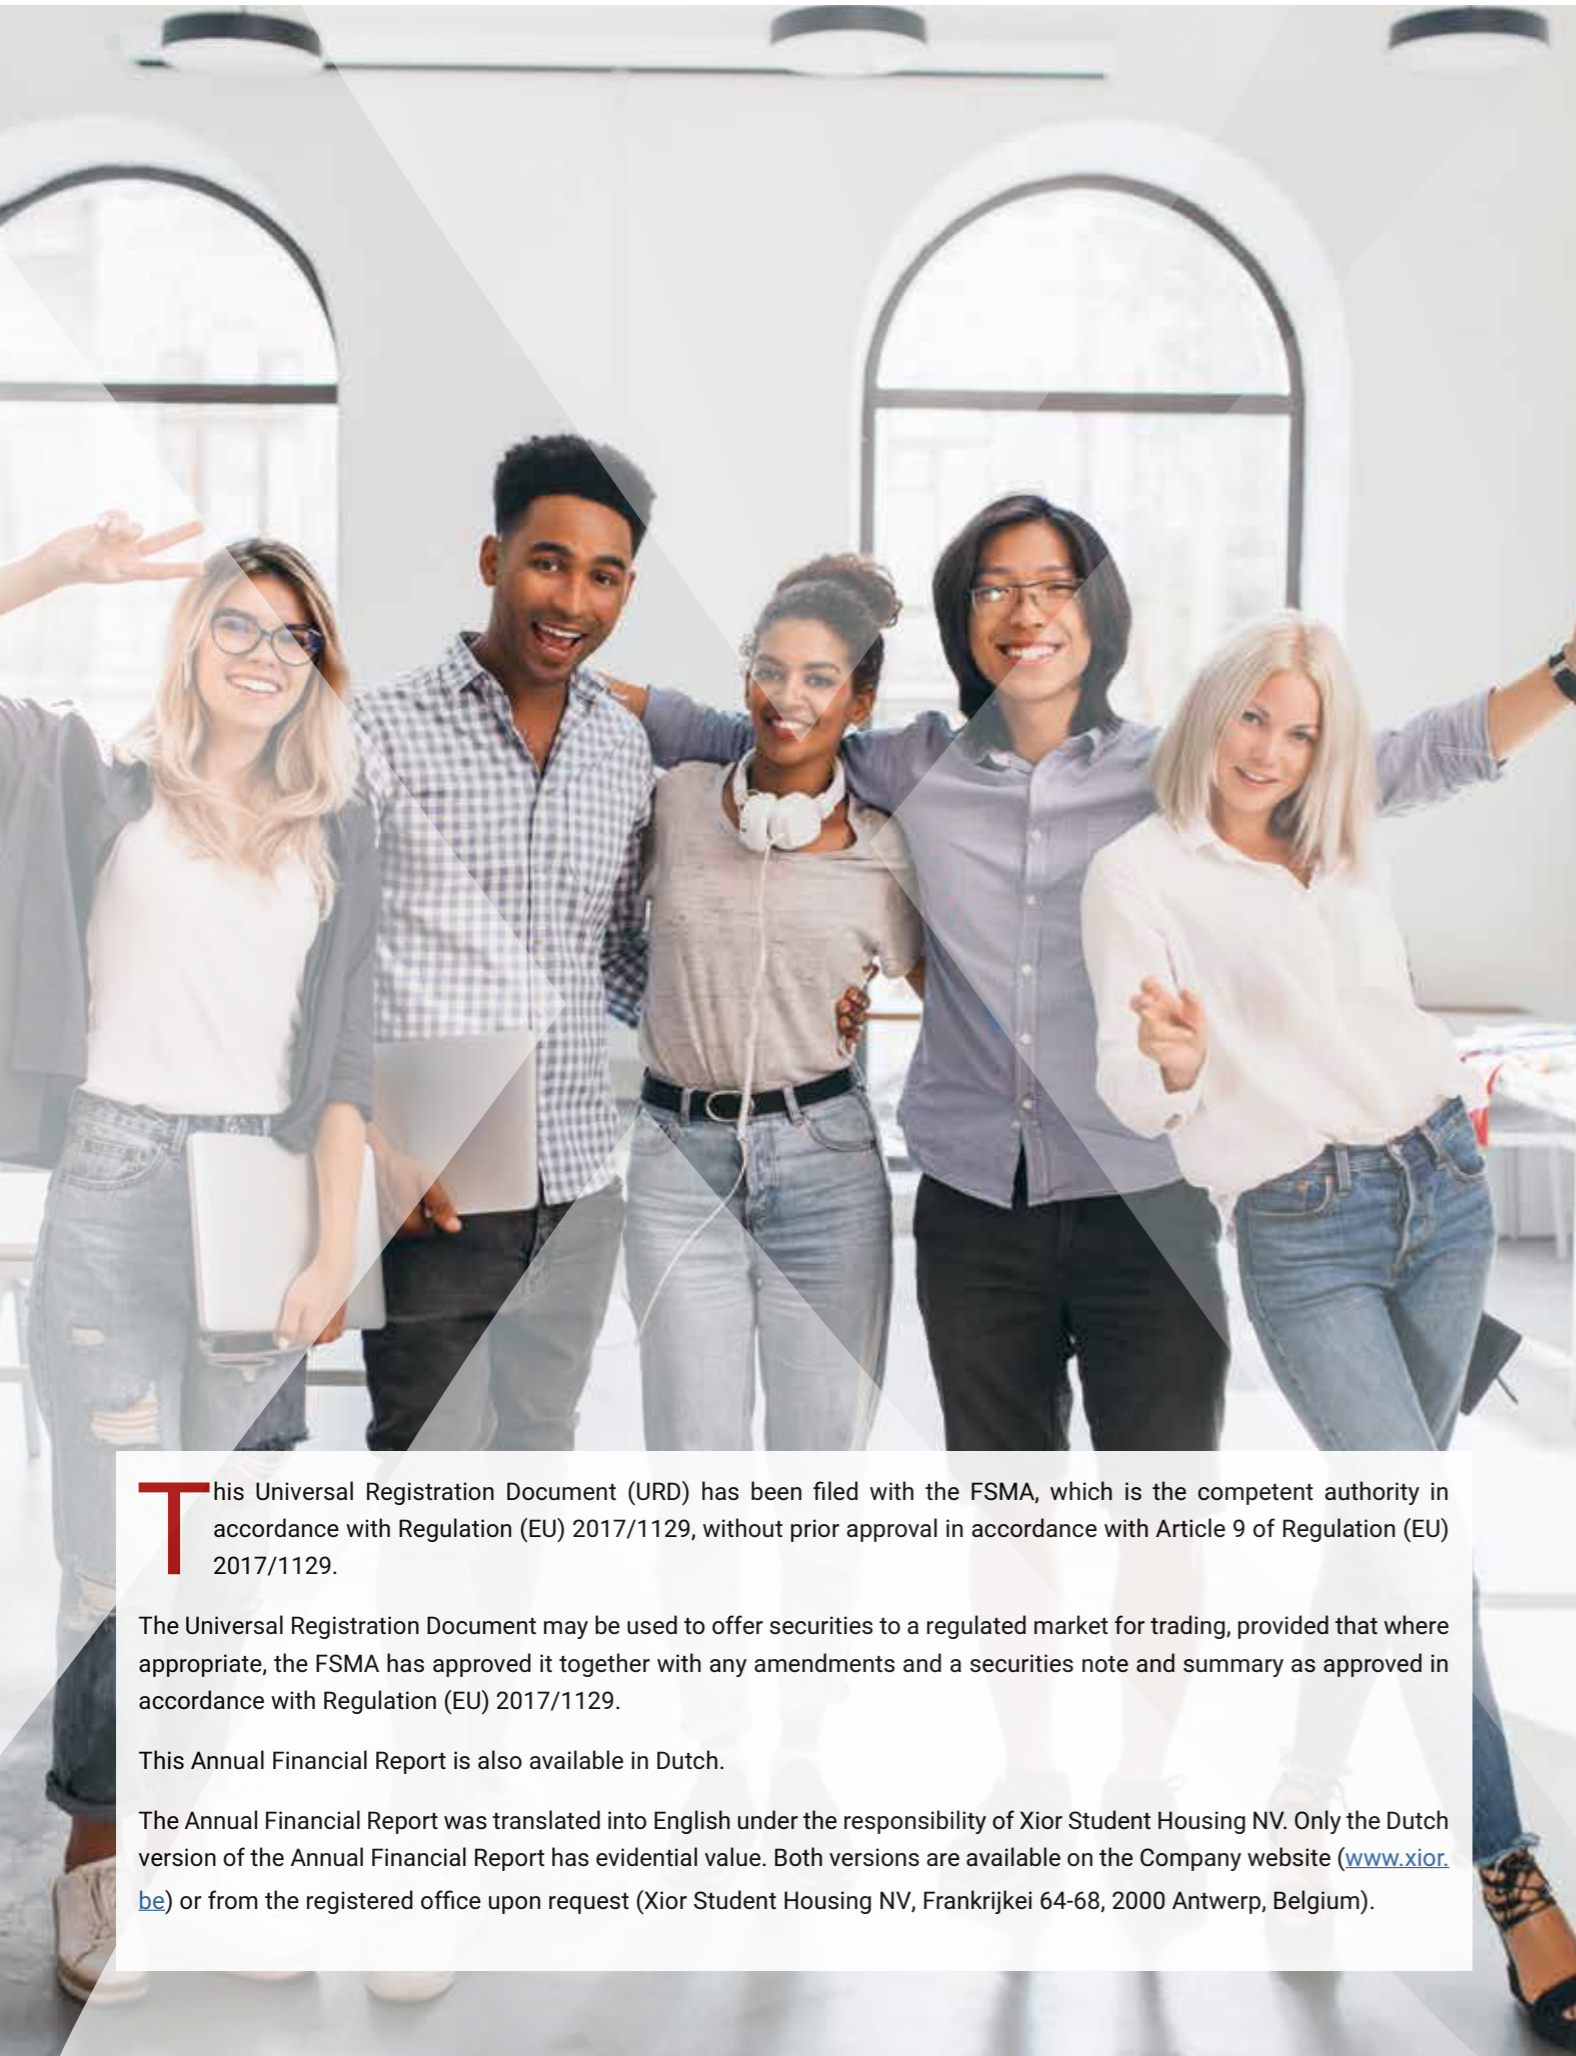 This Universal Registration Document (URD) has been filed with the FSMA, which is the competent authority in
accordance with Regulation (EU) 2017/1129, without prior approval in accordance with Article 9 of Regulation (EU)
2017/1129.
The Universal Registration Document may be used to offer securities to a regulated market for trading, provided that where
appropriate, the FSMA has approved it together with any amendments and a securities note and summary as approved in
accordance with Regulation (EU) 2017/1129.
This Annual Financial Report is also available in Dutch.
The Annual Financial Report was translated into English under the responsibility of Xior Student Housing NV. Only the Dutch
version of the Annual Financial Report has evidential value. Both versions are available on the Company website (www.xior.
be) or from the registered office upon request (Xior Student Housing NV, Frankrijkei 64-68, 2000 Antwerp, Belgium).